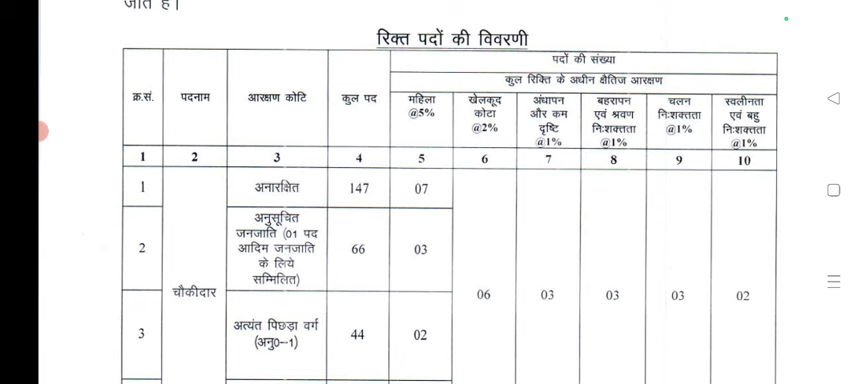 जाते है।
रिक्त पदों की विवरणी
पदों की संख्या
कुल रिक्ति के अधीन क्षैतिज आरक्षण
क्र.सं. पदनाम आरक्षण कोटि कुल पद
महिला @5%
खेलकूद कोटा @2%
अंधापन और कम दृष्टि @1%
बहरापन एवं श्रवण निःशक्तता @1%
चलन निःशक्तता @1%
स्वलीनता एवं बहु निःशक्तता @1%
1 2 3 4 5 6 7 8 9 10
1 अनारक्षित 147 07
2 अनुसूचित जनजाति (01 पद आदिम जनजाति के लिये सम्मिलित) 66 03
चौकीदार 06 03 03 03 02
3 अत्यंत पिछड़ा वर्ग (अनु0–1) 44 02